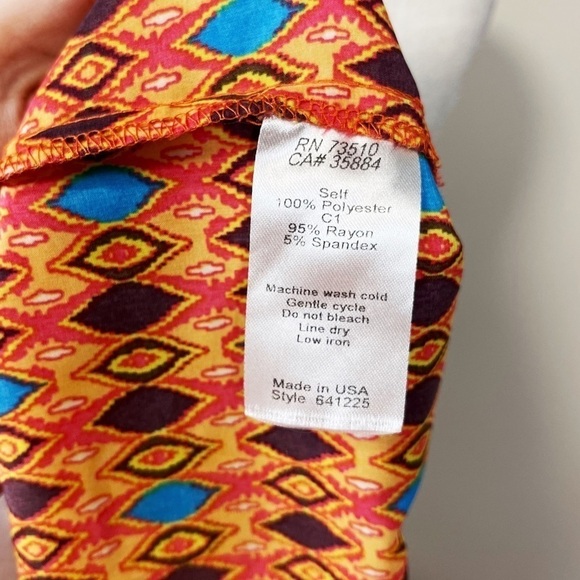 RN 73510
CA# 35884
Self
100% Polyester
C1
95% Rayon
5% Spandex
Machine wash cold
Gentle cycle
Do not bleach
Line dry
Low iron
Made in USA
Style 641225